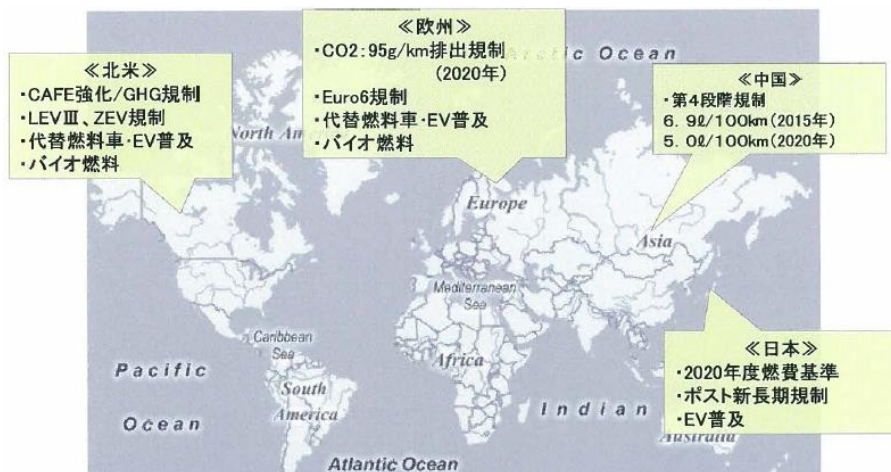 ≪北米≫
・CAFE強化/GHG規制
・LEVⅢ、ZEV規制
・代替燃料車・EV普及
・バイオ燃料
≪欧州≫
・CO2:95g/km排出規制
(2020年)
・Euro6規制
・代替燃料車・EV普及
・バイオ燃料
≪中国≫
・第4段階規制
6.9ℓ/100km(2015年)
5.0ℓ/100km(2020年)
≪日本≫
・2020年度燃費基準
・ポスト新長期規制
・EV普及
Ocean
North
Europe
Asia
Mediterranean
Sea
Caribbean
Sea
Africa
Pacific
Ocean
South
America
Indian
Australia
Atlantic Ocean